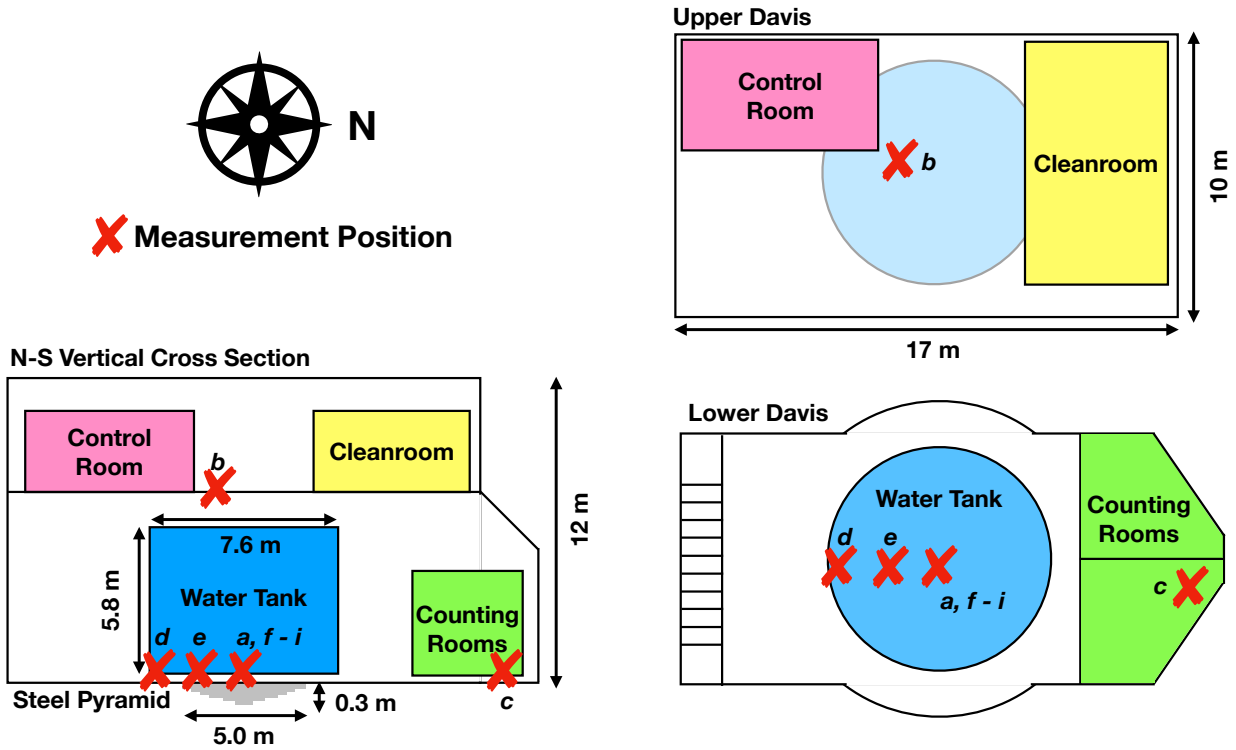 N
Measurement Position
Upper Davis
Control
Room
b
Cleanroom
10 m
17 m
N-S Vertical Cross Section
Control
Room
b
Cleanroom
12 m
7.6 m
5.8 m
Water Tank
d
e
a, f - i
Counting
Rooms
c
Steel Pyramid
0.3 m
5.0 m
Lower Davis
Water Tank
d
e
a, f - i
Counting
Rooms
c